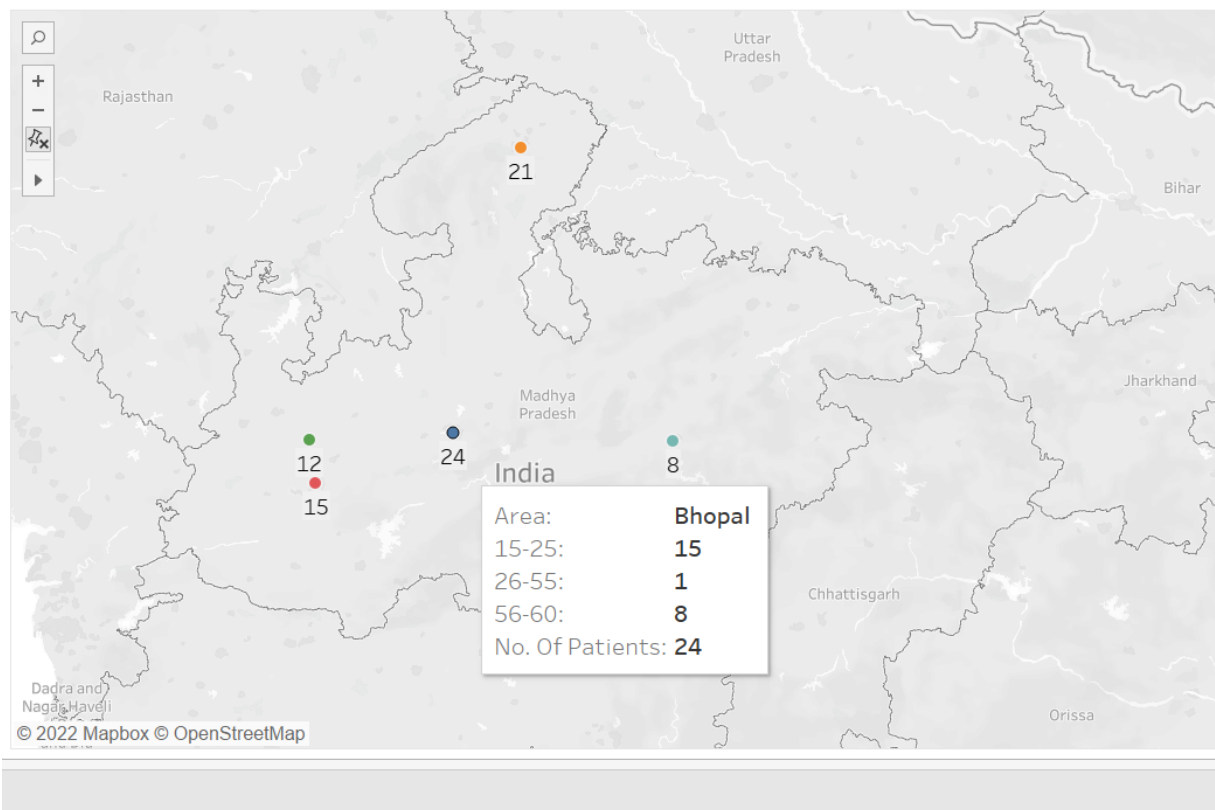 Uttar
Pradesh
Rajasthan
21
Bihar
Madhya
Pradesh
Jharkhand
12
24
8
15
India
Area: Bhopal
15-25: 15
26-55: 1
56-60: 8
No. Of Patients: 24
Chhattisgarh
Dadra and
Nagar Haveli
Orissa
© 2022 Mapbox © OpenStreetMap